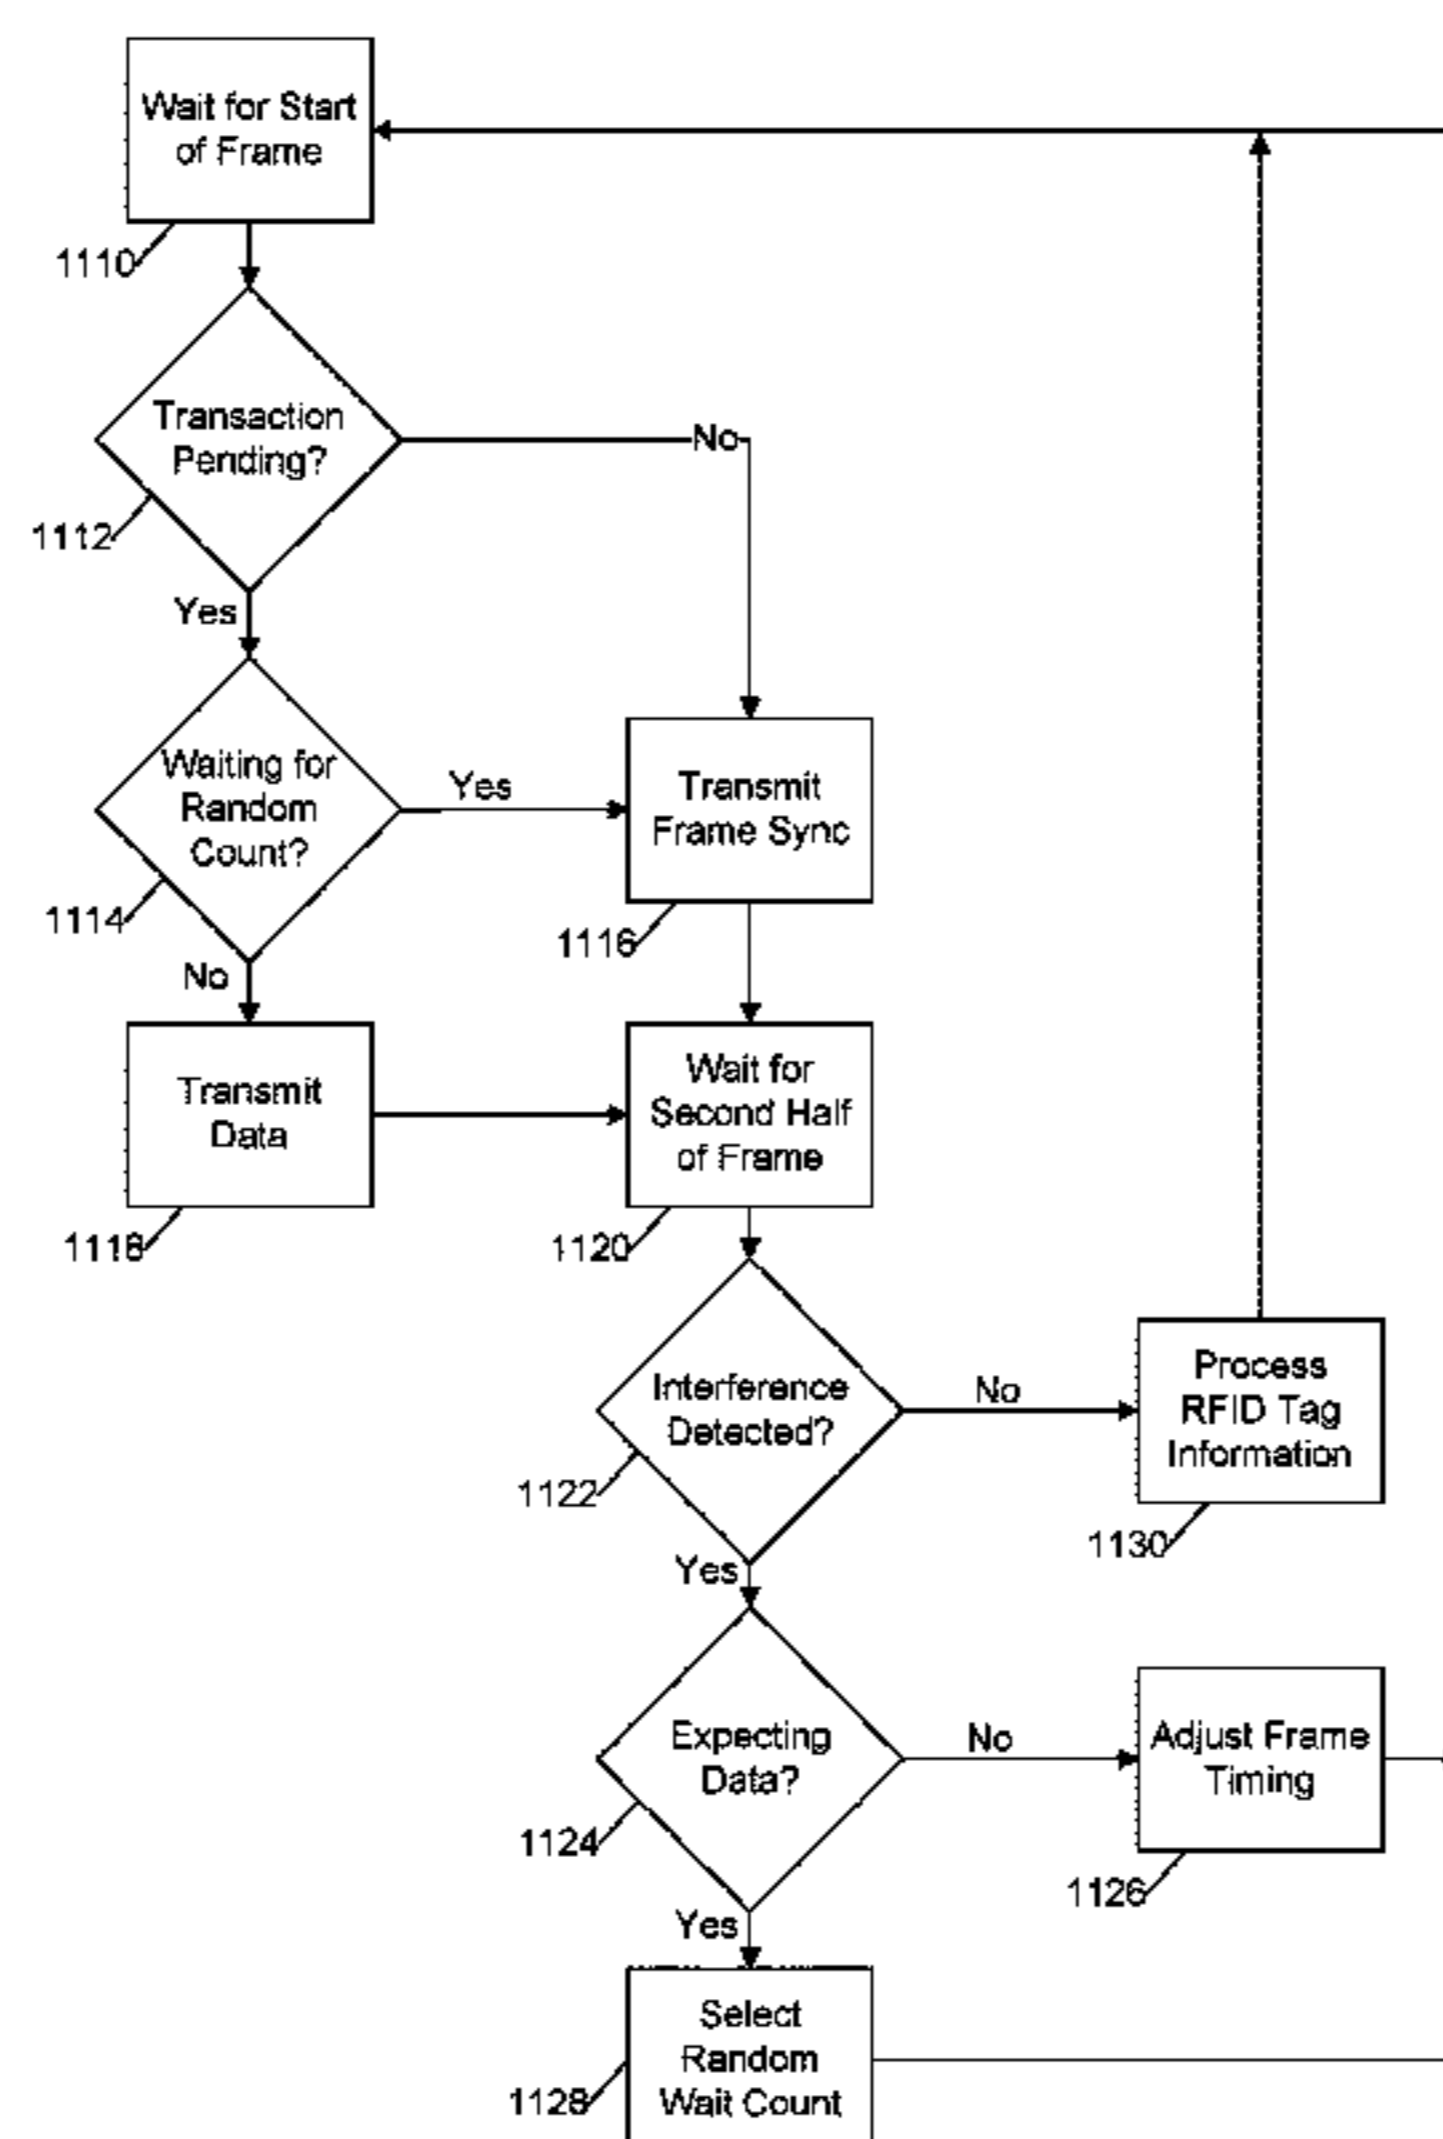 Wait for Start
of Frame
1110
Transaction
Pending?
No
1112
Yes
Waiting for
Random
Count?
Yes
Transmit
Frame Sync
1114
1116
No
Transmit
Data
Wait for
Second Half
of Frame
1118
1120
Interference
Detected?
No
Process
RFID Tag
Information
1122
1130
Yes
Expecting
Data?
No
Adjust Frame
Timing
1124
1126
Yes
Select
Random
Wait Count
1128